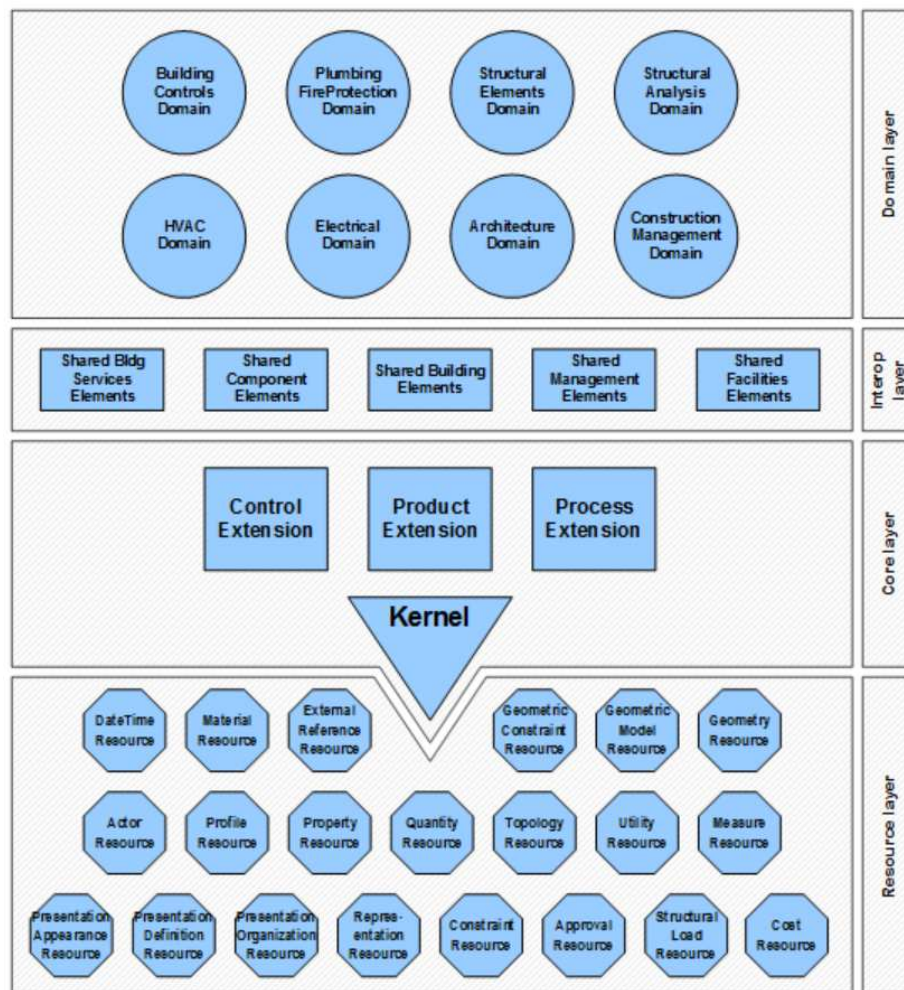 Building
Controls
Domain
Plumbing
FireProtection
Domain
Structural
Elements
Domain
Structural
Analysis
Domain
HVAC
Domain
Electrical
Domain
Architecture
Domain
Construction
Management
Domain
Domain layer
Shared Bldg
Services
Elements
Shared
Component
Elements
Shared Building
Elements
Shared
Management
Elements
Shared
Facilities
Elements
Interop
layer
Control
Extension
Product
Extension
Process
Extension
Kernel
Core layer
DateTime
Resource
Material
Resource
External
Reference
Resource
Geometric
Constraint
Resource
Geometric
Model
Resource
Geometry
Resource
Actor
Resource
Profile
Resource
Property
Resource
Quantity
Resource
Topology
Resource
Utility
Resource
Measure
Resource
Presentation
Appearance
Resource
Presentation
Definition
Resource
Presentation
Organization
Resource
Repres-
entation
Resource
Constraint
Resource
Approval
Resource
Structural
Load
Resource
Cost
Resource
Resource layer